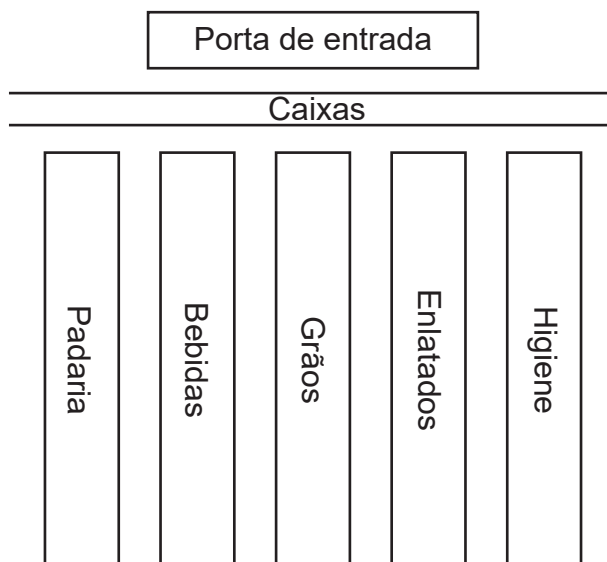 Porta de entrada
Caixas
Padaria
Bebidas
Grãos
Enlatados
Higiene